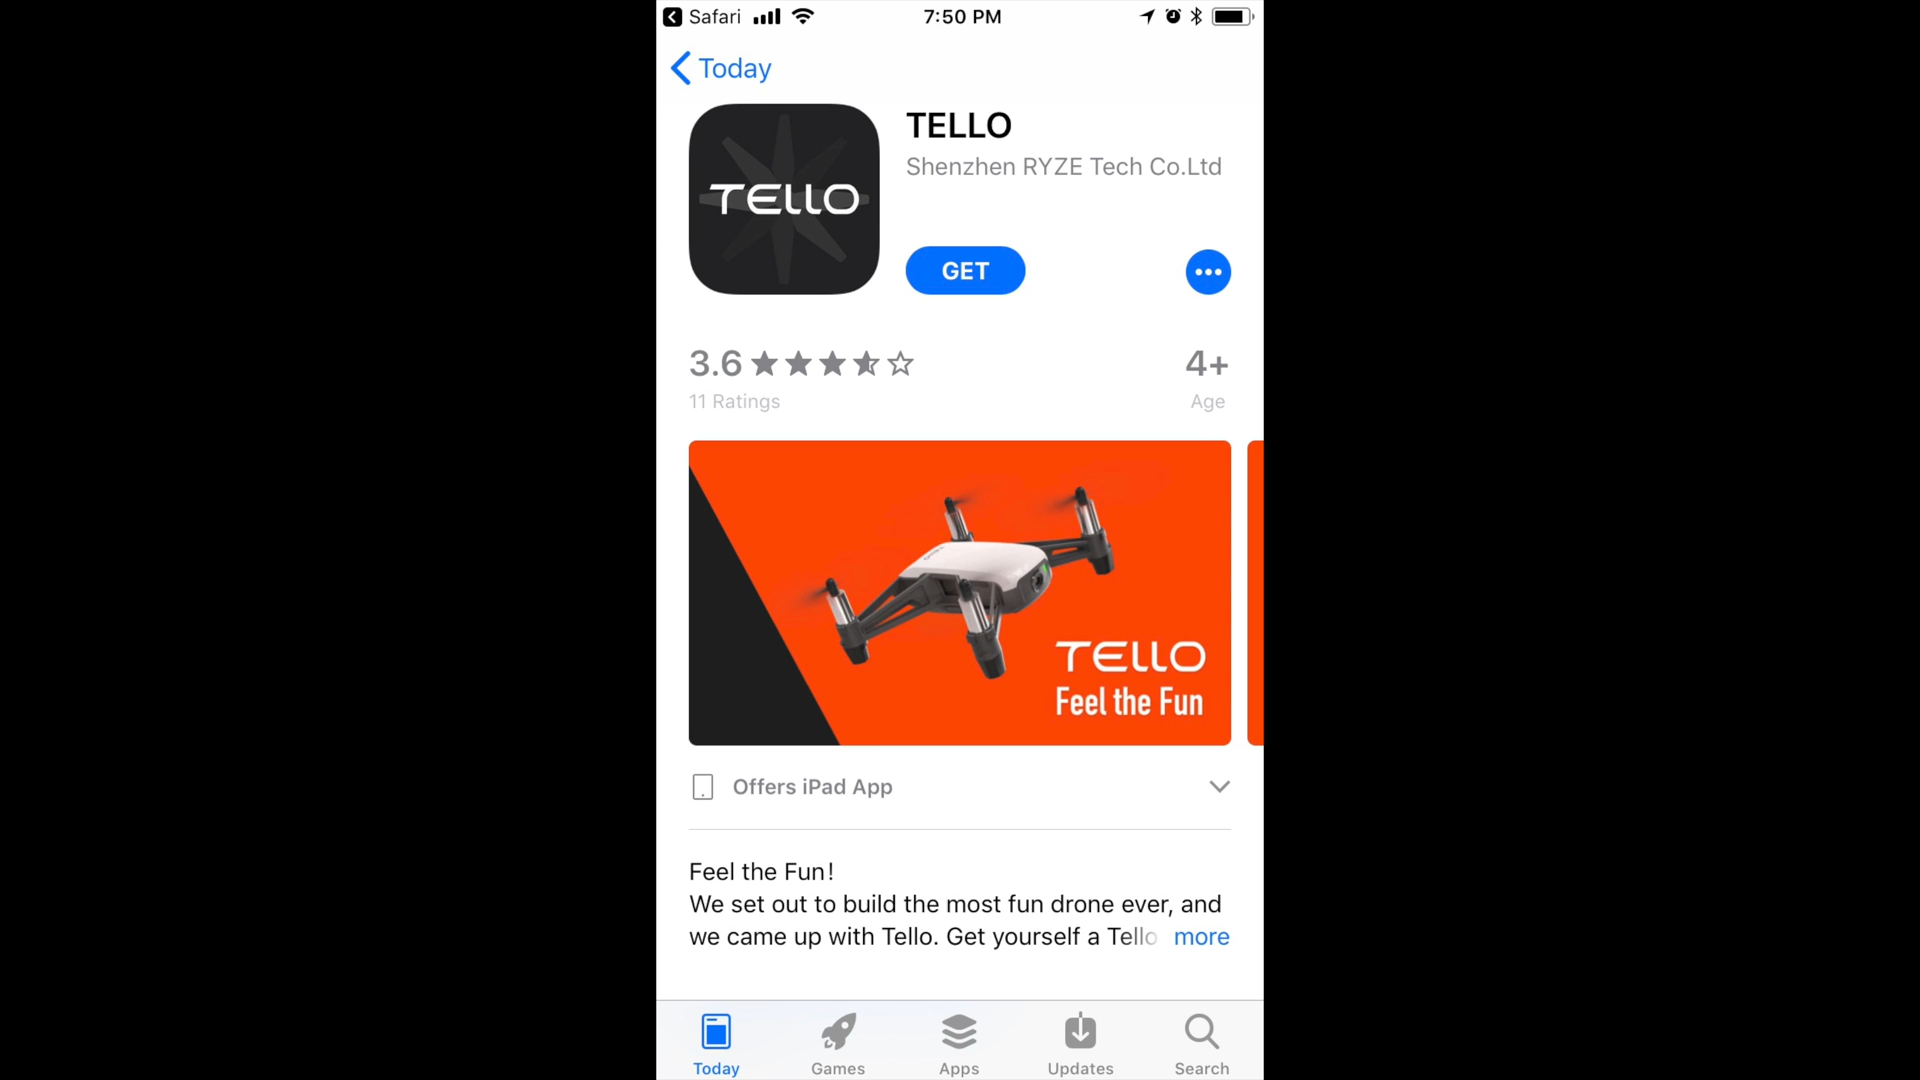 Safari
7:50 PM
Today
TELLO
TELLO
Shenzhen RYZE Tech Co.Ltd
GET
3.6
4+
11 Ratings
Age
TELLO
Feel the Fun
Offers iPad App
Feel the Fun!
We set out to build the most fun drone ever, and
we came up with Tello. Get yourself a Tello more
Today
Games
Apps
Updates
Search